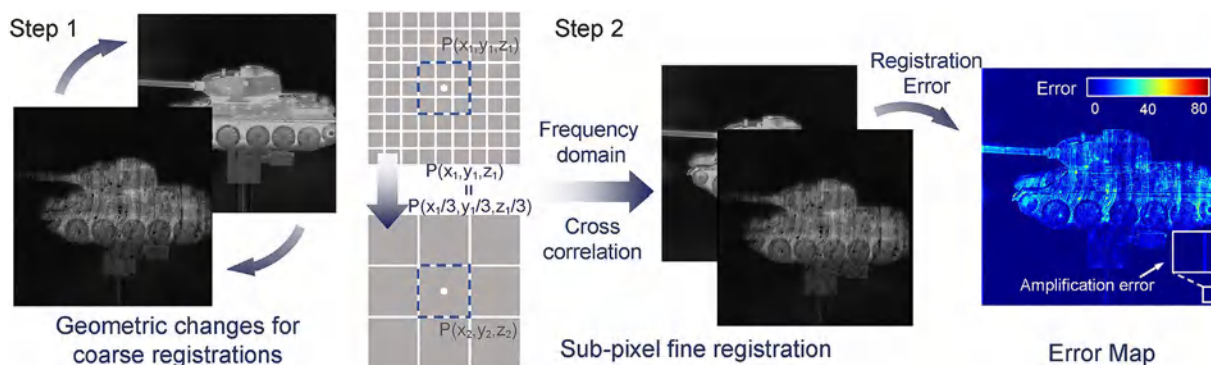 Step 1
Geometric changes for
coarse registrations
P(x₁,y₁,z₁)
P(x₁,y₁,z₁)
=
P(x₁/3,y₁/3,z₁/3)
P(x₂,y₂,z₂)
Step 2
Frequency
domain
Cross
correlation
Sub-pixel fine registration
Registration
Error
Error
0 40 80
Amplification error
Error Map